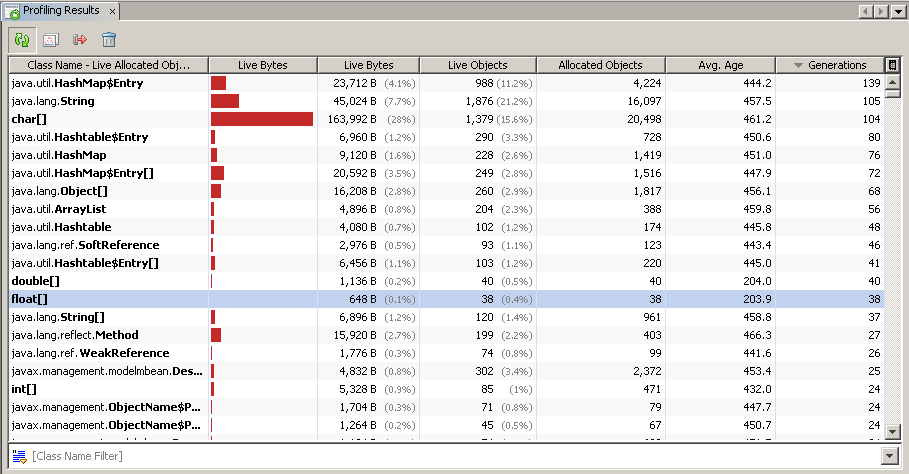 Profiling Results
Class Name - Live Allocated Obj... Live Bytes Live Bytes Live Objects Allocated Objects Avg. Age Generations
java.util.HashMap$Entry 23,712 B (4.1%) 988 (11.2%) 4,224 444.2 139
java.lang.String 45,024 B (7.7%) 1,876 (21.2%) 16,097 457.5 105
char[] 163,992 B (28%) 1,379 (15.6%) 20,498 461.2 104
java.util.Hashtable$Entry 6,960 B (1.2%) 290 (3.3%) 728 450.6 80
java.util.HashMap 9,120 B (1.6%) 228 (2.6%) 1,419 451.0 76
java.util.HashMap$Entry[] 20,592 B (3.5%) 249 (2.8%) 1,516 447.9 72
java.lang.Object[] 16,208 B (2.8%) 260 (2.9%) 1,817 456.1 68
java.util.ArrayList 4,896 B (0.8%) 204 (2.3%) 388 459.8 56
java.util.Hashtable 4,080 B (0.7%) 102 (1.2%) 174 445.8 48
java.lang.ref.SoftReference 2,976 B (0.5%) 93 (1.1%) 123 443.4 46
java.util.Hashtable$Entry[] 6,456 B (1.1%) 103 (1.2%) 220 445.0 41
double[] 1,136 B (0.2%) 40 (0.5%) 40 204.0 40
float[] 648 B (0.1%) 38 (0.4%) 38 203.9 38
java.lang.String[] 6,896 B (1.2%) 120 (1.4%) 961 458.8 37
java.lang.reflect.Method 15,920 B (2.7%) 199 (2.2%) 403 466.3 27
java.lang.ref.WeakReference 1,776 B (0.3%) 74 (0.8%) 99 441.6 26
javax.management.modelmbean.Des... 4,832 B (0.8%) 302 (3.4%) 2,372 453.4 25
int[] 5,328 B (0.9%) 85 (1%) 471 432.0 24
javax.management.ObjectName$P... 1,704 B (0.3%) 71 (0.8%) 79 447.7 24
javax.management.ObjectName$P... 1,264 B (0.2%) 45 (0.5%) 67 450.7 24
[Class Name Filter]